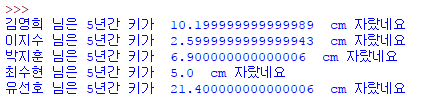 >>>
김영희 님은 5년간 키가  10.199999999999989  cm 자랐네요
이지수 님은 5년간 키가  2.5999999999999943  cm 자랐네요
박지훈 님은 5년간 키가  6.900000000000006  cm 자랐네요
최수현 님은 5년간 키가  5.0  cm 자랐네요
유선호 님은 5년간 키가  21.400000000000006  cm 자랐네요